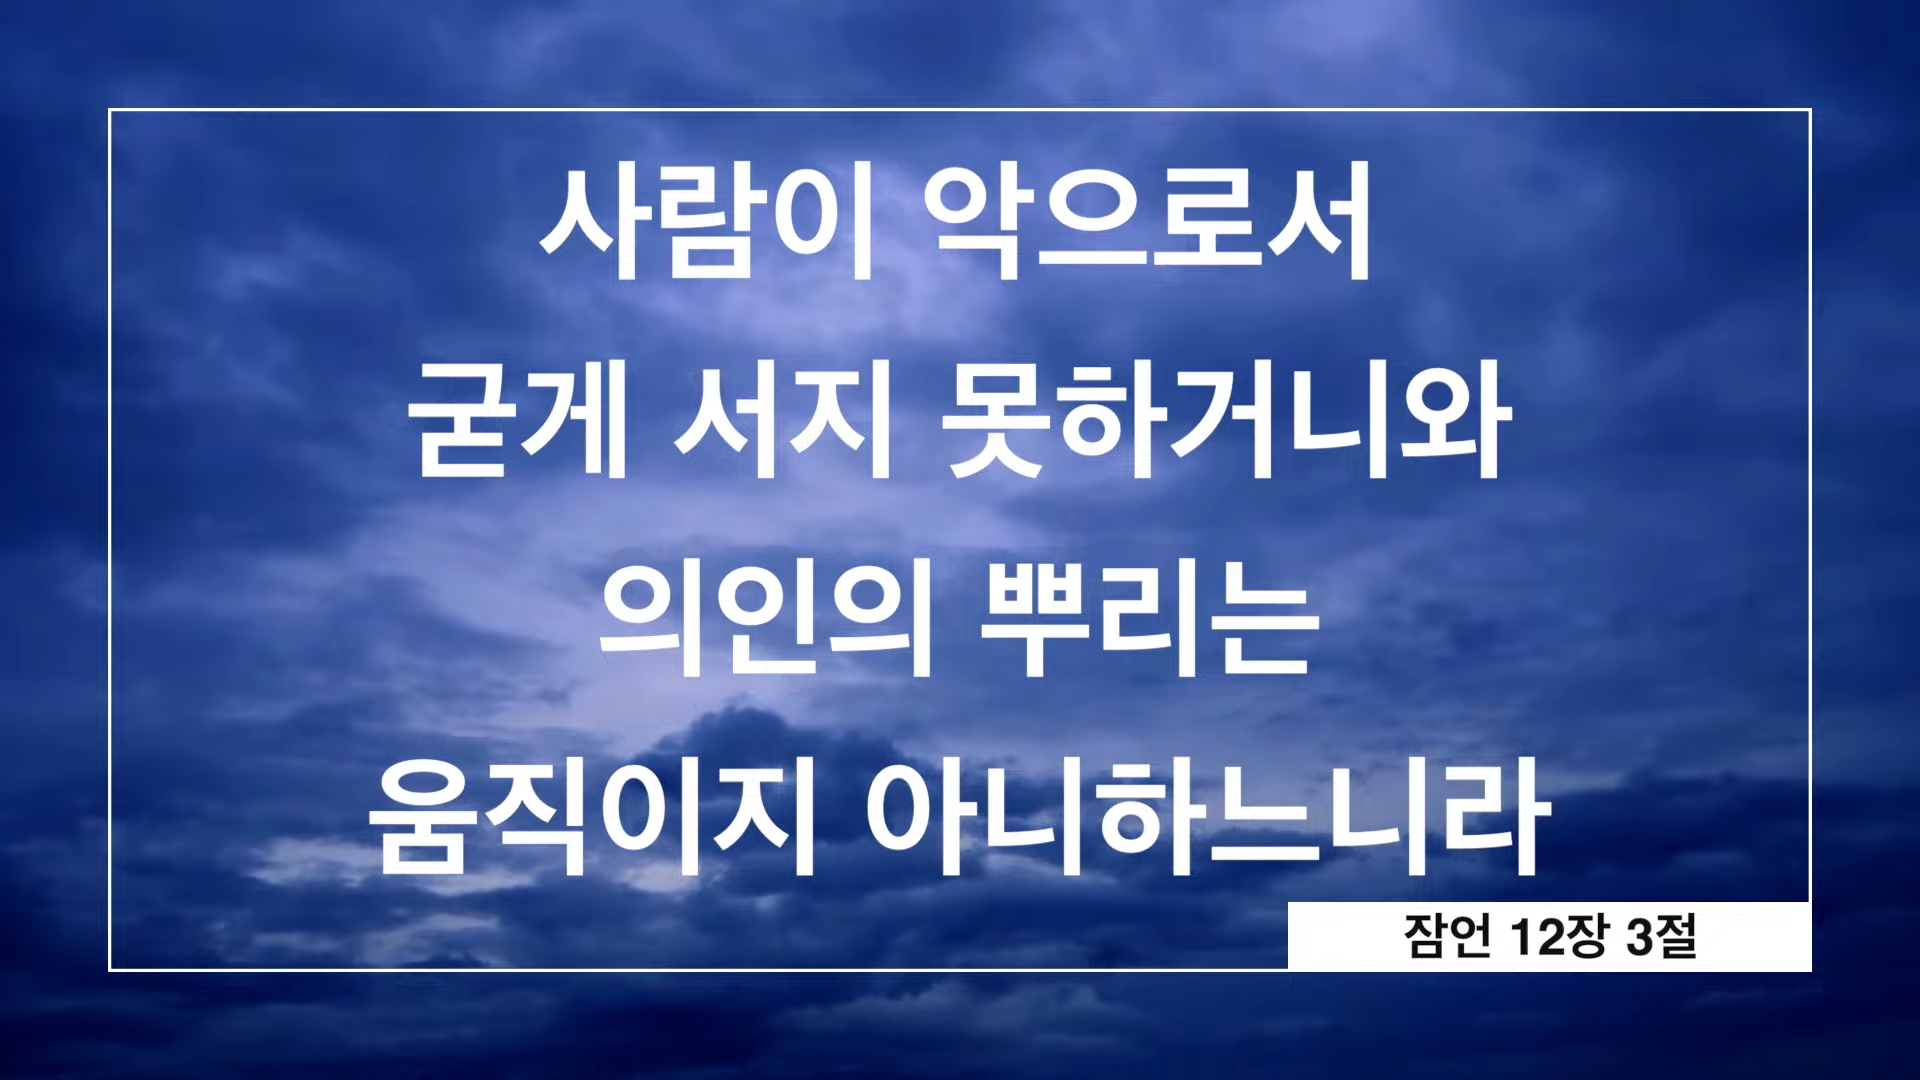 사람이 악으로서
굳게 서지 못하거니와
의인의 뿌리는
움직이지 아니하느니라
잠언 12장 3절